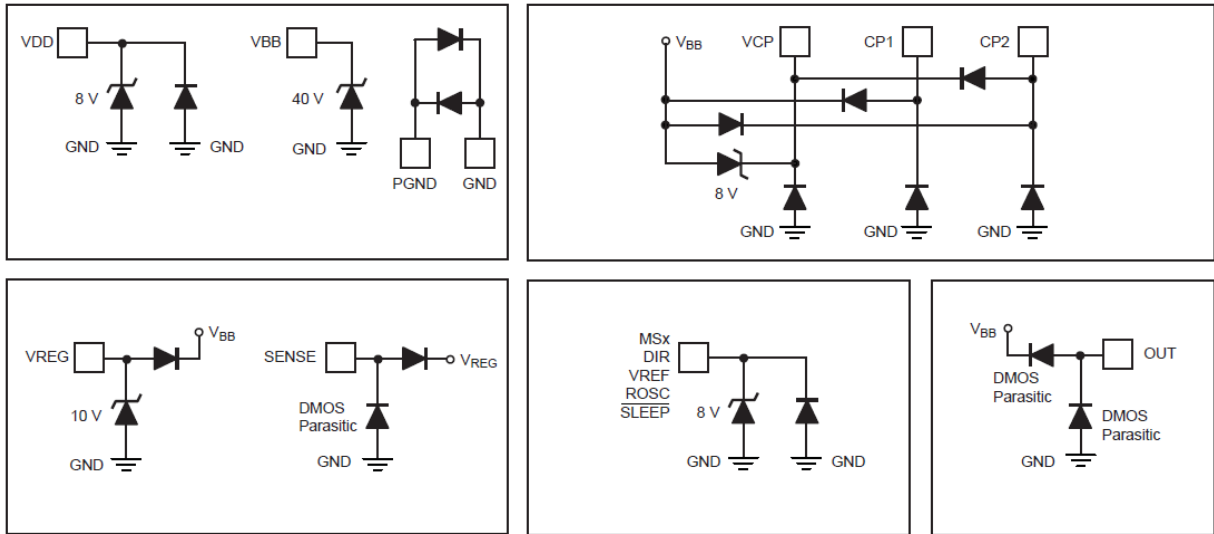 VDD
8 V
GND
GND
VBB
40 V
GND
PGND
GND
VBB
VCP
CP1
CP2
8 V
GND
GND
GND
VREG
VBB
10 V
GND
SENSE
VREG
DMOS
Parasitic
GND
MSx
DIR
VREF
ROSC
SLEEP
8 V
GND
GND
VBB
OUT
DMOS
Parasitic
DMOS
Parasitic
GND